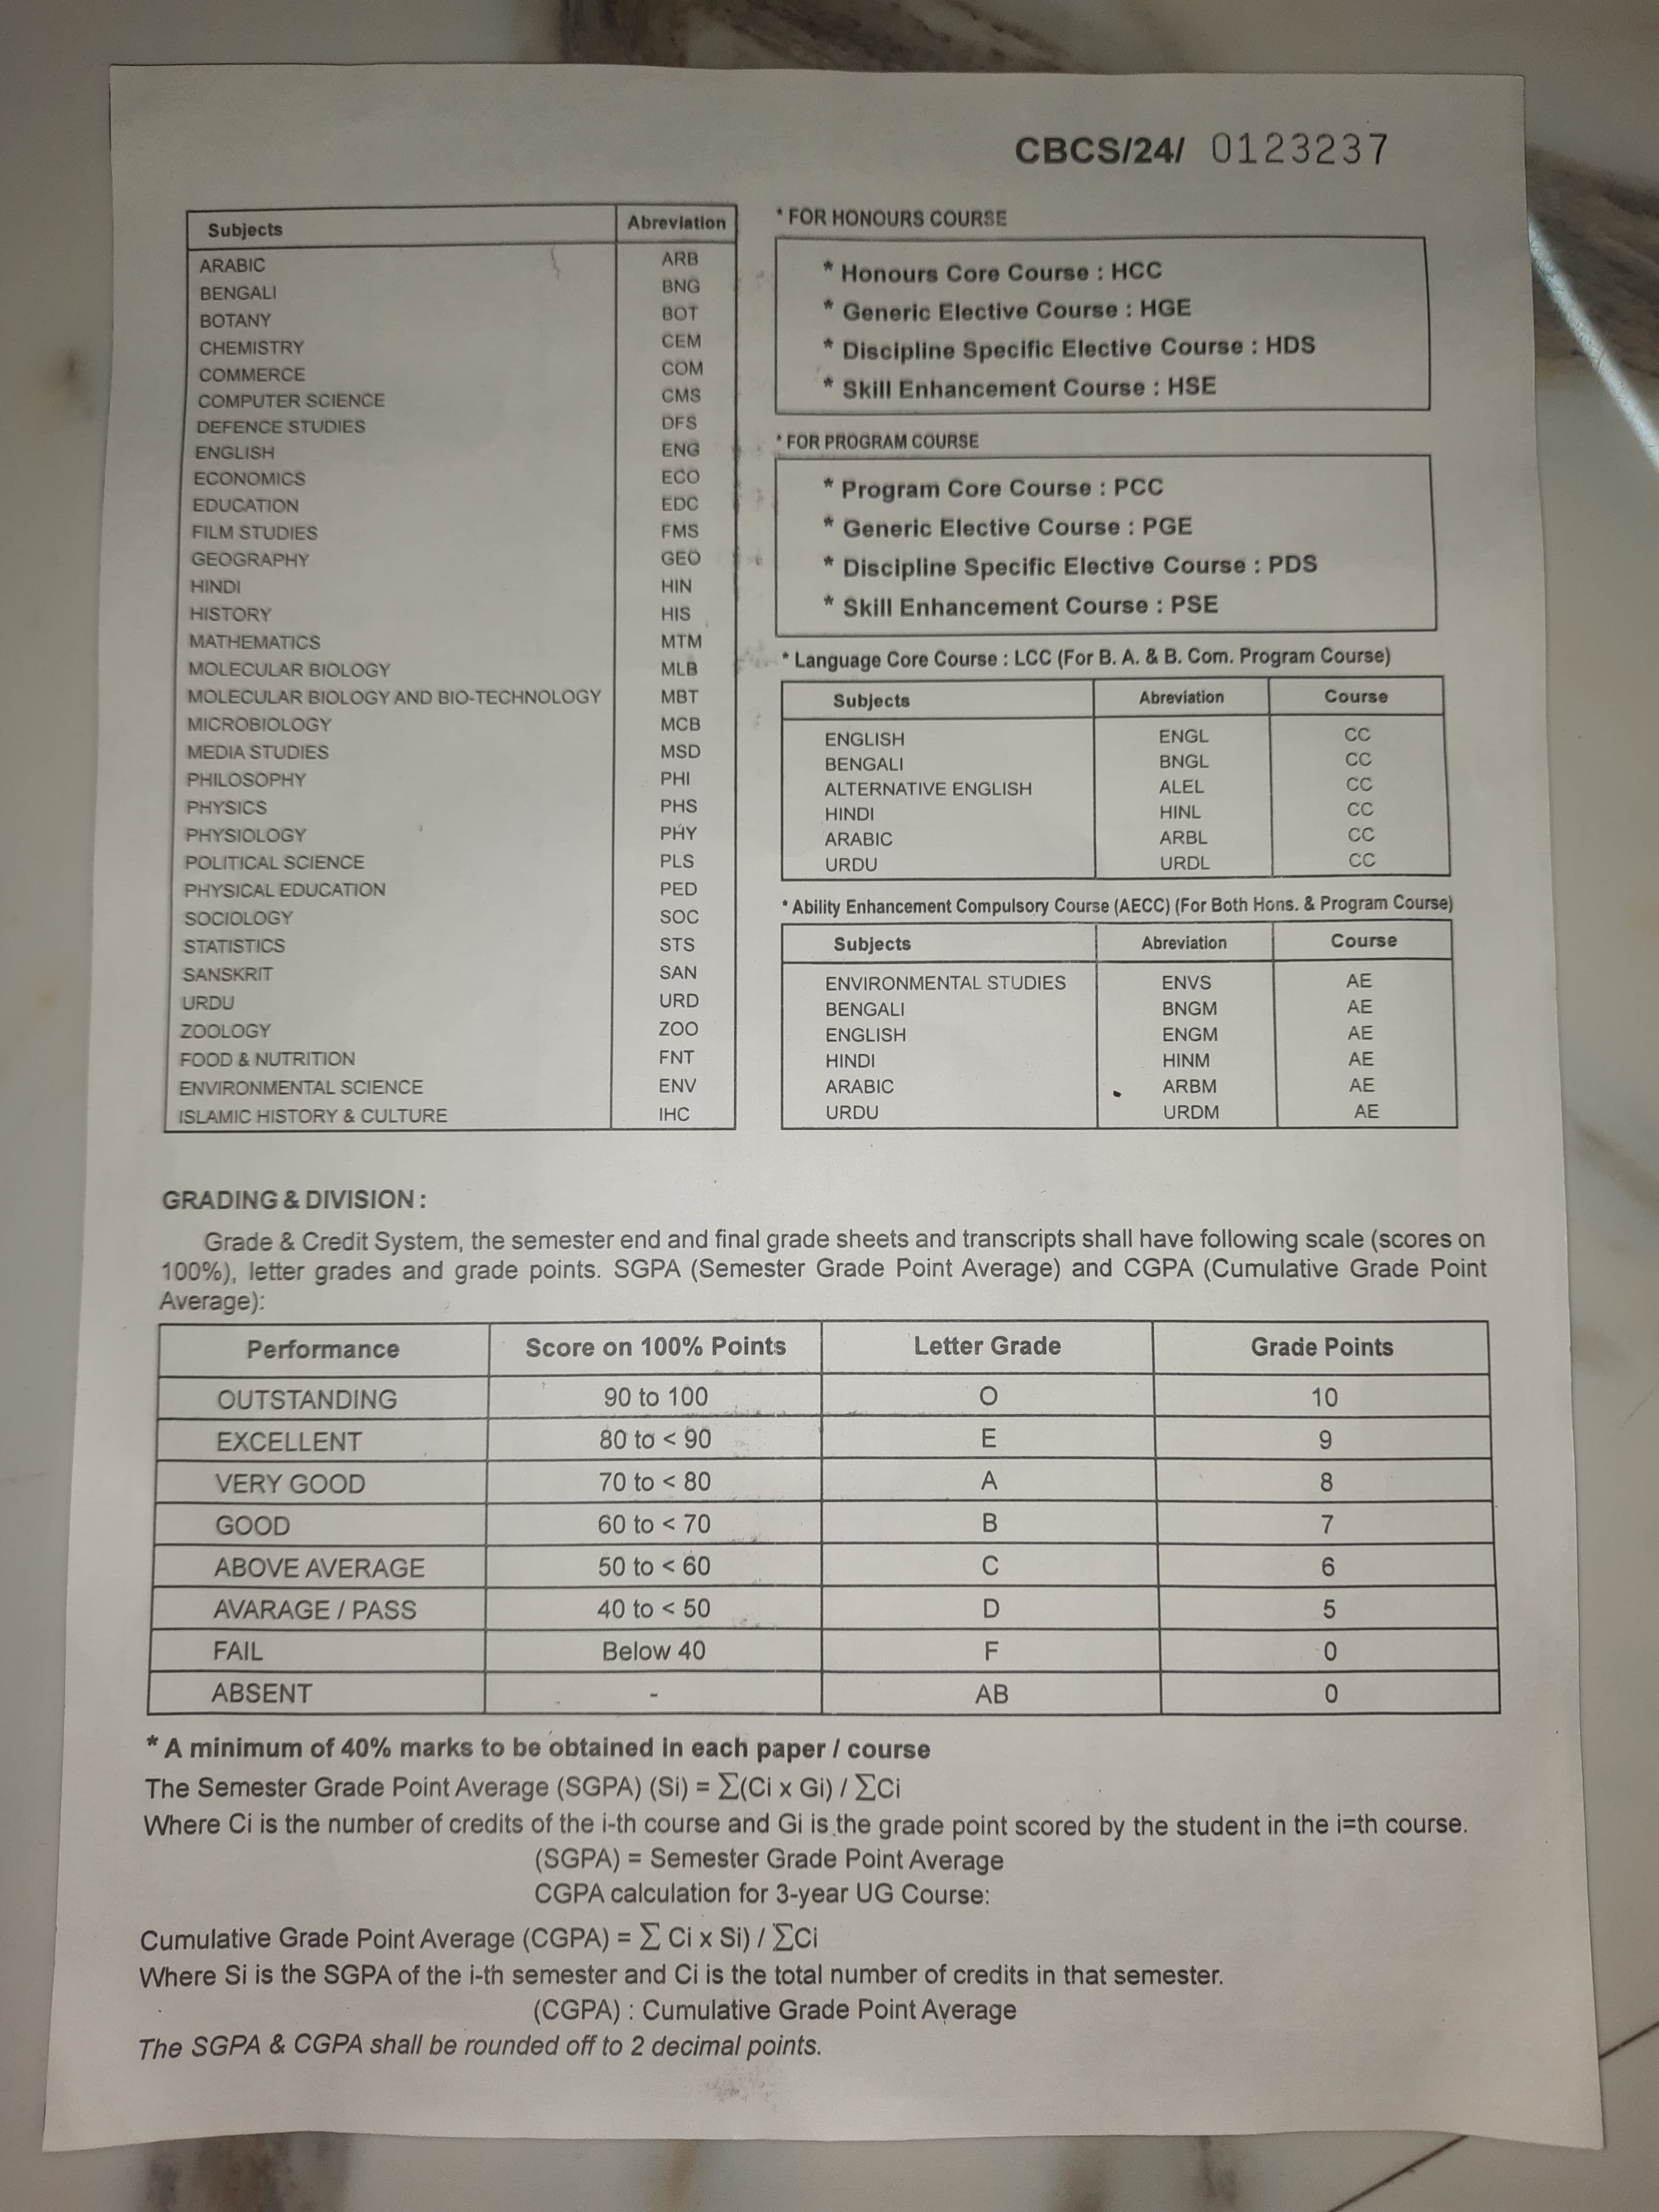 CBCS/24/ 0123237
Subjects Abreviation
ARABIC ARB
BENGALI BNG
BOTANY BOT
CHEMISTRY CEM
COMMERCE COM
COMPUTER SCIENCE CMS
DEFENCE STUDIES DFS
ENGLISH ENG
ECONOMICS ECO
EDUCATION EDC
FILM STUDIES FMS
GEOGRAPHY GEO
HINDI HIN
HISTORY HIS
MATHEMATICS MTM
MOLECULAR BIOLOGY MLB
MOLECULAR BIOLOGY AND BIO-TECHNOLOGY MBT
MICROBIOLOGY MCB
MEDIA STUDIES MSD
PHILOSOPHY PHI
PHYSICS PHS
PHYSIOLOGY PHY
POLITICAL SCIENCE PLS
PHYSICAL EDUCATION PED
SOCIOLOGY SOC
STATISTICS STS
SANSKRIT SAN
URDU URD
ZOOLOGY ZOO
FOOD & NUTRITION FNT
ENVIRONMENTAL SCIENCE ENV
ISLAMIC HISTORY & CULTURE IHC
* FOR HONOURS COURSE
* Honours Core Course : HCC
* Generic Elective Course : HGE
* Discipline Specific Elective Course : HDS
* Skill Enhancement Course : HSE
* FOR PROGRAM COURSE
* Program Core Course : PCC
* Generic Elective Course : PGE
* Discipline Specific Elective Course : PDS
* Skill Enhancement Course : PSE
* Language Core Course : LCC (For B. A. & B. Com. Program Course)
Subjects Abreviation Course
ENGLISH ENGL CC
BENGALI BNGL CC
ALTERNATIVE ENGLISH ALEL CC
HINDI HINL CC
ARABIC ARBL CC
URDU URDL CC
* Ability Enhancement Compulsory Course (AECC) (For Both Hons. & Program Course)
Subjects Abreviation Course
ENVIRONMENTAL STUDIES ENVS AE
BENGALI BNGM AE
ENGLISH ENGM AE
HINDI HINM AE
ARABIC ARBM AE
URDU URDM AE
GRADING & DIVISION :
Grade & Credit System, the semester end and final grade sheets and transcripts shall have following scale (scores on
100%), letter grades and grade points. SGPA (Semester Grade Point Average) and CGPA (Cumulative Grade Point
Average):
Performance Score on 100% Points Letter Grade Grade Points
OUTSTANDING 90 to 100 O 10
EXCELLENT 80 to < 90 E 9
VERY GOOD 70 to < 80 A 8
GOOD 60 to < 70 B 7
ABOVE AVERAGE 50 to < 60 C 6
AVARAGE / PASS 40 to < 50 D 5
FAIL Below 40 F 0
ABSENT - AB 0
* A minimum of 40% marks to be obtained in each paper / course
The Semester Grade Point Average (SGPA) (Si) = ∑(Ci x Gi) / ∑Ci
Where Ci is the number of credits of the i-th course and Gi is the grade point scored by the student in the i=th course.
(SGPA) = Semester Grade Point Average
CGPA calculation for 3-year UG Course:
Cumulative Grade Point Average (CGPA) = ∑ Ci x Si) / ∑Ci
Where Si is the SGPA of the i-th semester and Ci is the total number of credits in that semester.
(CGPA) : Cumulative Grade Point Average
The SGPA & CGPA shall be rounded off to 2 decimal points.